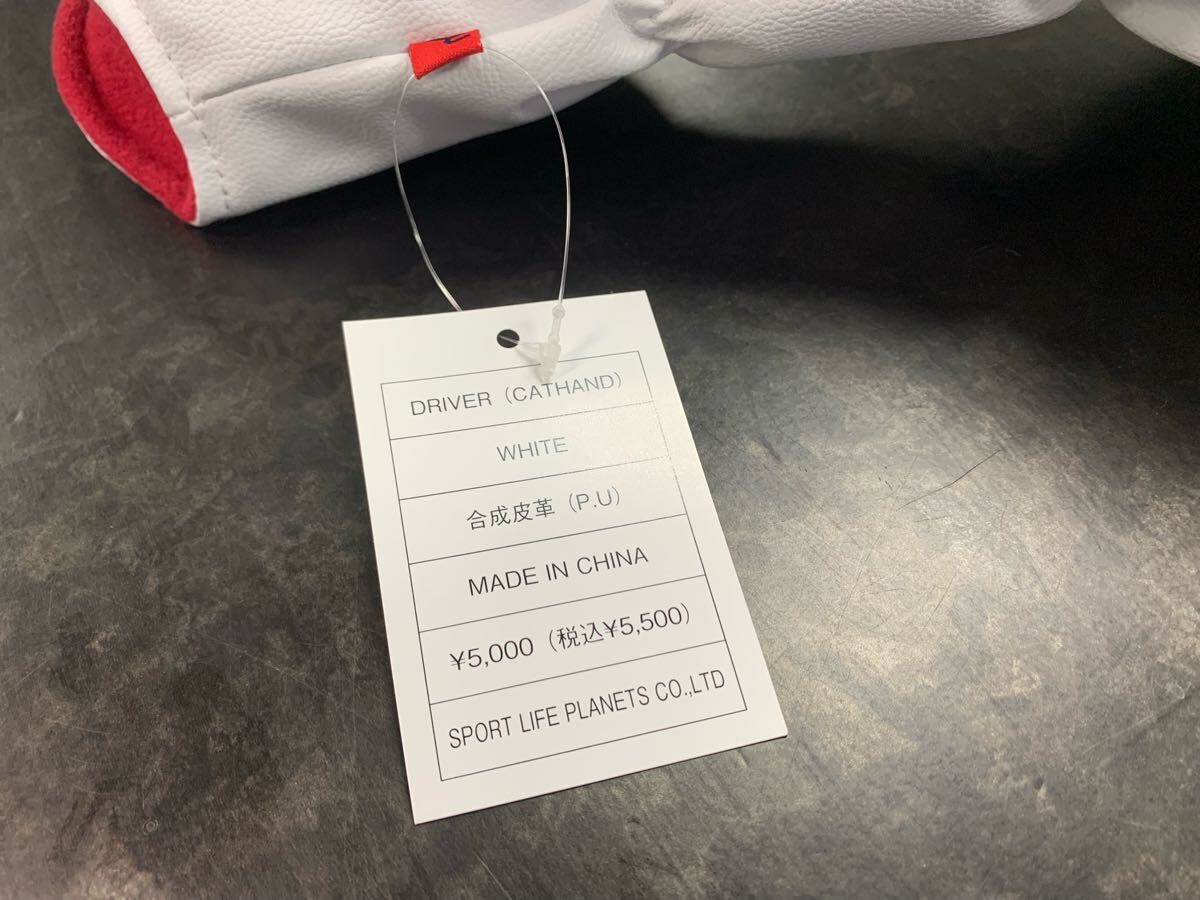 DRIVER（CATHAND）
WHITE
合成皮革（P.U）
MADE IN CHINA
¥5,000（税込¥5,500）
SPORT LIFE PLANETS CO.,LTD